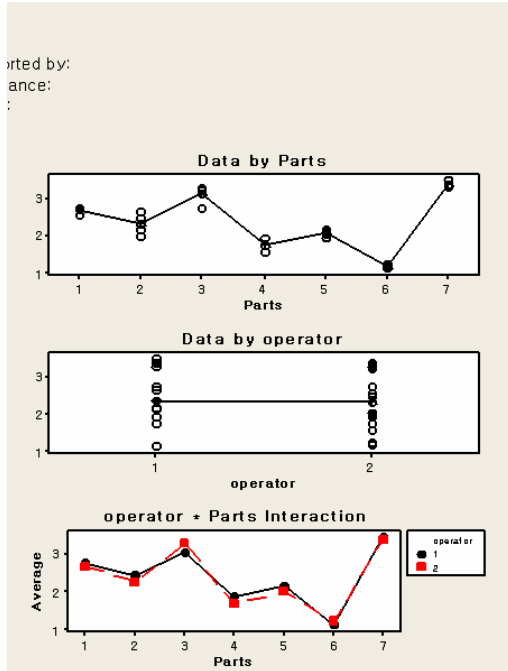 orted by:
ance:
:
Data by Parts
3
2
1
1 2 3 4 5 6 7
Parts
Data by operator
3
2
1
1 2
operator
operator * Parts Interaction
Average
3
2
1
1 2 3 4 5 6 7
Parts
operator
1
2